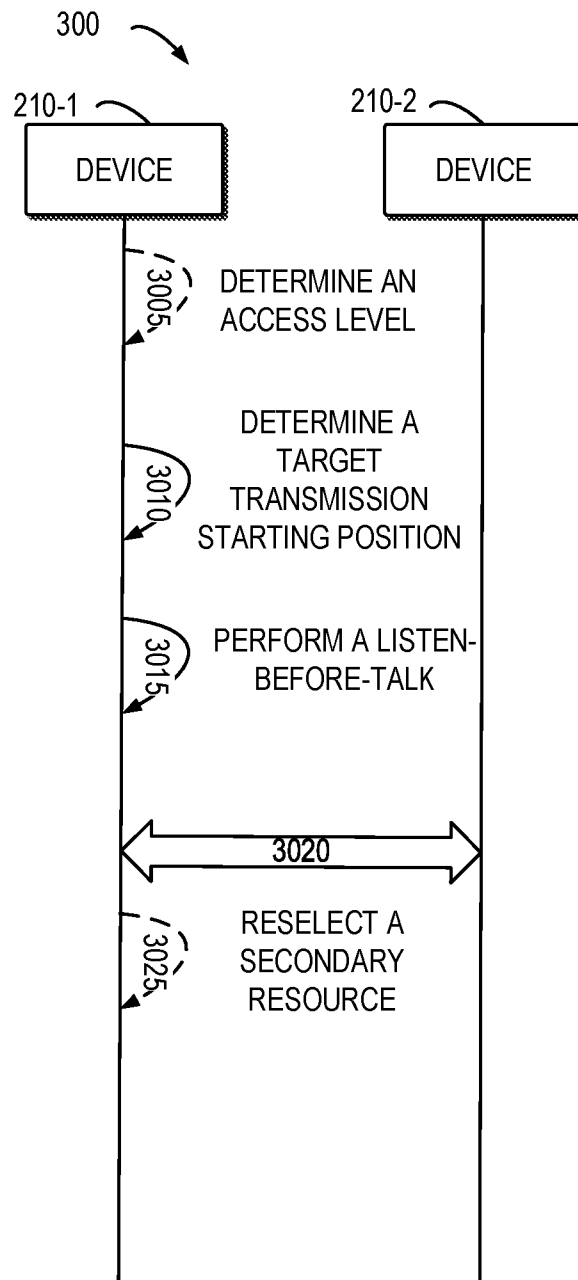 300
210-1
210-2
DEVICE
DEVICE
3005
DETERMINE AN
ACCESS LEVEL
3010
DETERMINE A
TARGET
TRANSMISSION
STARTING POSITION
3015
PERFORM A LISTEN-
BEFORE-TALK
3020
3025
RESELECT A
SECONDARY
RESOURCE